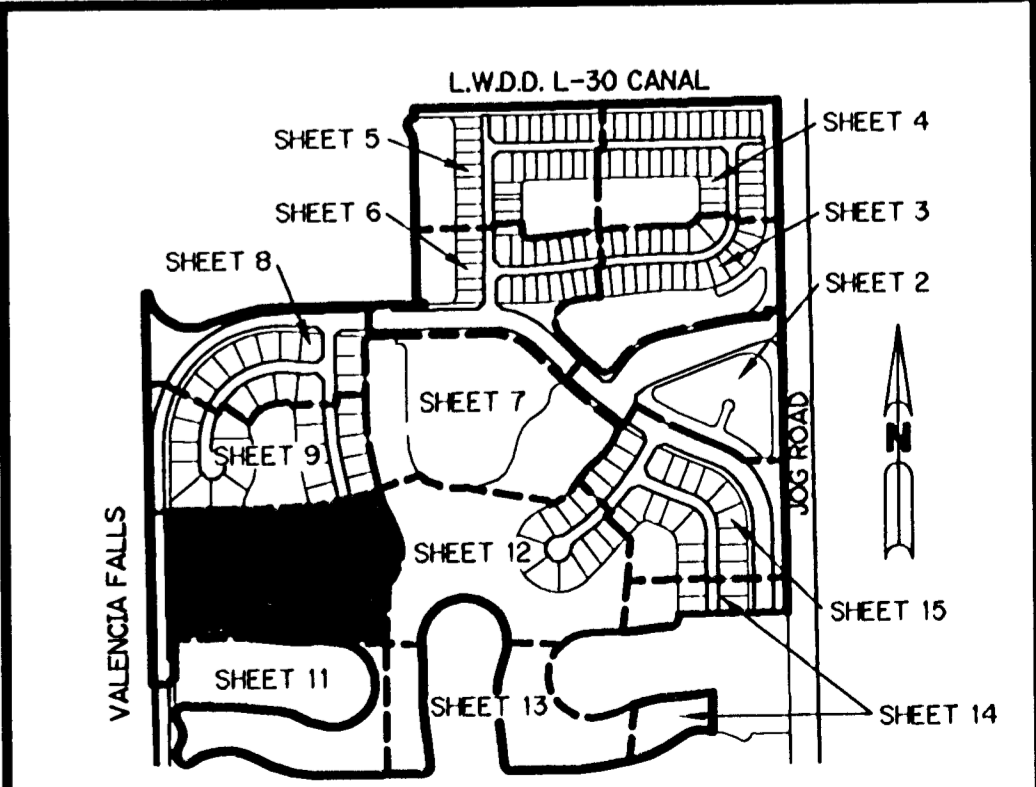 L.W.D.D. L-30 CANAL
SHEET 5
SHEET 4
SHEET 6
SHEET 3
SHEET 8
SHEET 2
SHEET 7
JOG ROAD
N
SHEET 9
VALENCIA FALLS
SHEET 12
SHEET 15
SHEET 11
SHEET 13
SHEET 14